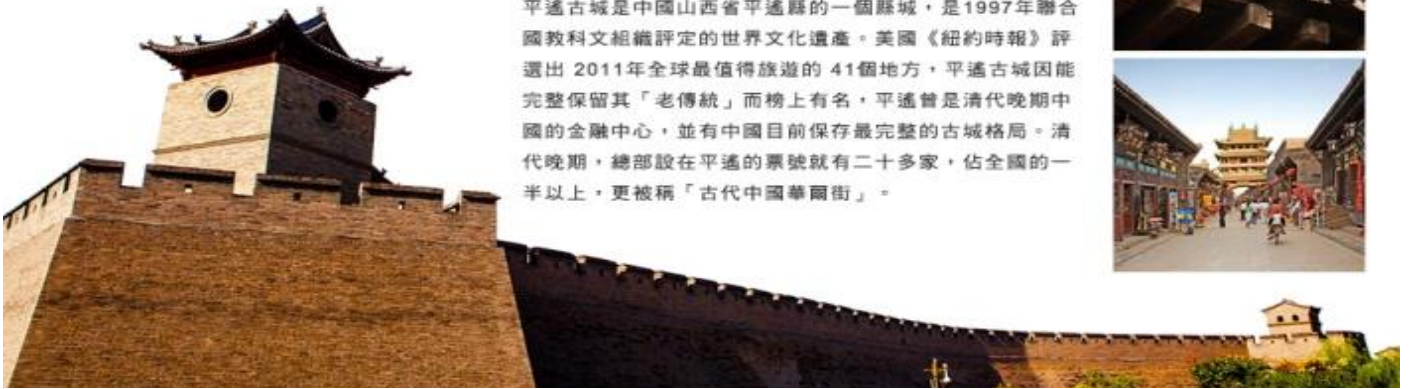 平遙古城是中國山西省平遙縣的一個縣城，是1997年聯合
國教科文組織評定的世界文化遺產。美國《紐約時報》評
選出 2011年全球最值得旅遊的 41個地方，平遙古城因能
完整保留其「老傳統」而榜上有名，平遙曾是清代晚期中
國的金融中心，並有中國目前保存最完整的古城格局。清
代晚期，總部設在平遙的票號就有二十多家，佔全國的一
半以上，更被稱「古代中國華爾街」。